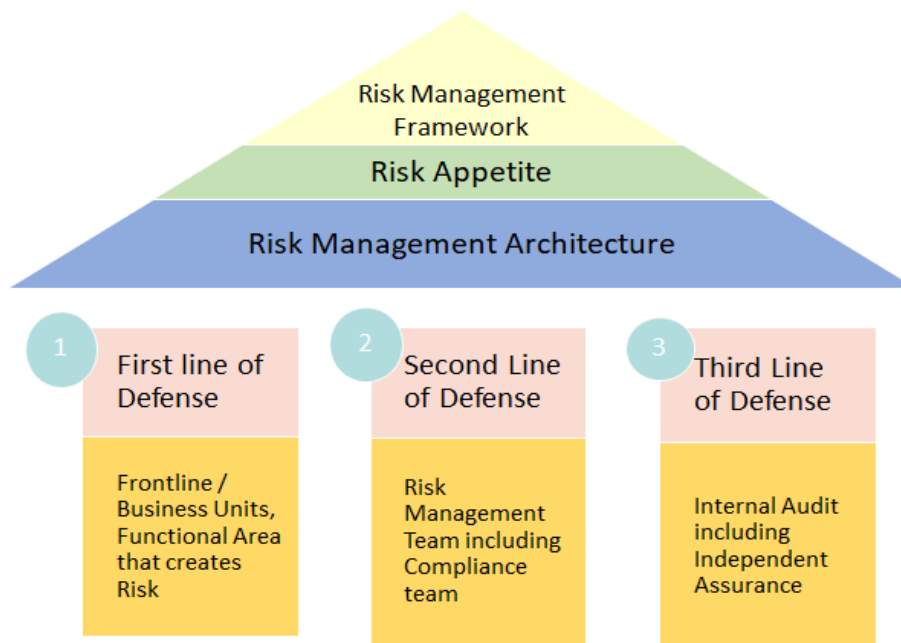 Risk Management
Framework
Risk Appetite
Risk Management Architecture
1
First line of
Defense
Frontline /
Business Units,
Functional Area
that creates
Risk
2
Second Line
of Defense
Risk
Management
Team including
Compliance
team
3
Third Line
of Defense
Internal Audit
including
Independent
Assurance